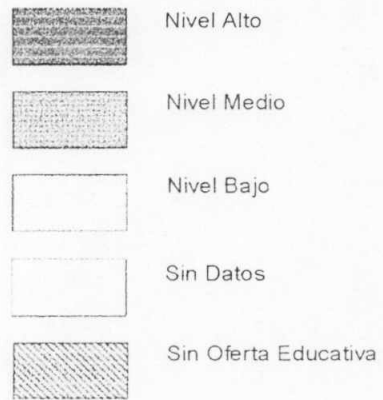 Nivel Alto
Nivel Medio
Nivel Bajo
Sin Datos
Sin Oferta Educativa